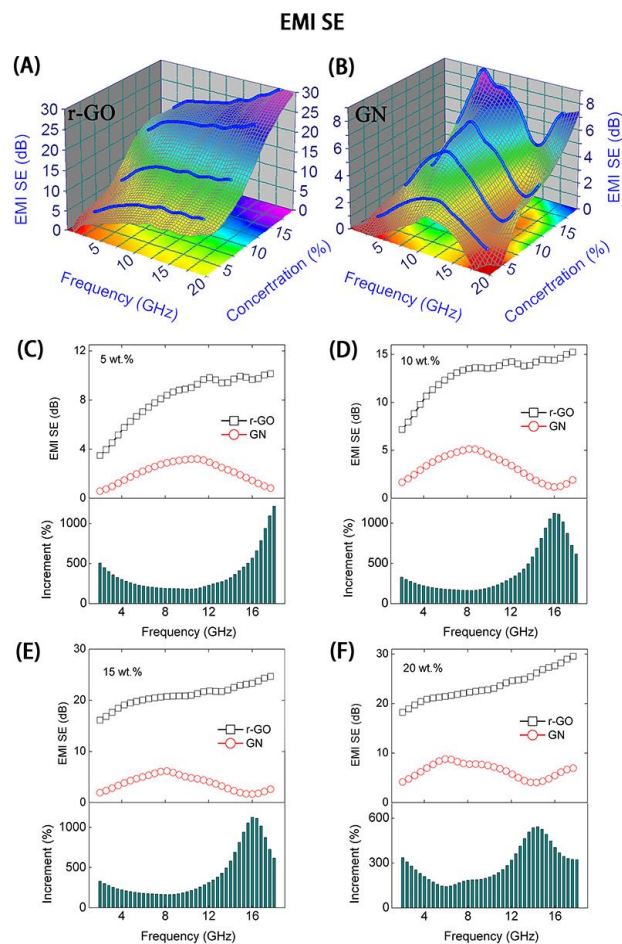 EMI SE
(A)
r-GO
30
25
20
15
10
5
0
EMI SE (dB)
5
10
15
20
Frequency (GHz)
5
10
15
Concertration (%)
30
25
20
15
10
5
0
EMI SE (dB)
(B)
GN
8
6
4
2
0
5
10
15
20
Frequency (GHz)
5
10
15
Concertration (%)
8
6
4
2
0
EMI SE (dB)
(C)
5 wt.%
12
8
4
0
EMI SE (dB)
r-GO
GN
1000
500
0
Increment (%)
4 8 12 16
Frequency (GHz)
(D)
10 wt.%
15
10
5
0
EMI SE (dB)
r-GO
GN
1000
500
0
Increment (%)
4 8 12 16
Frequency (GHz)
(E)
15 wt.%
30
20
10
0
EMI SE (dB)
r-GO
GN
1000
500
0
Increment (%)
4 8 12 16
Frequency (GHz)
(F)
20 wt.%
30
20
10
0
EMI SE (dB)
r-GO
GN
600
300
0
Increment (%)
4 8 12 16
Frequency (GHz)